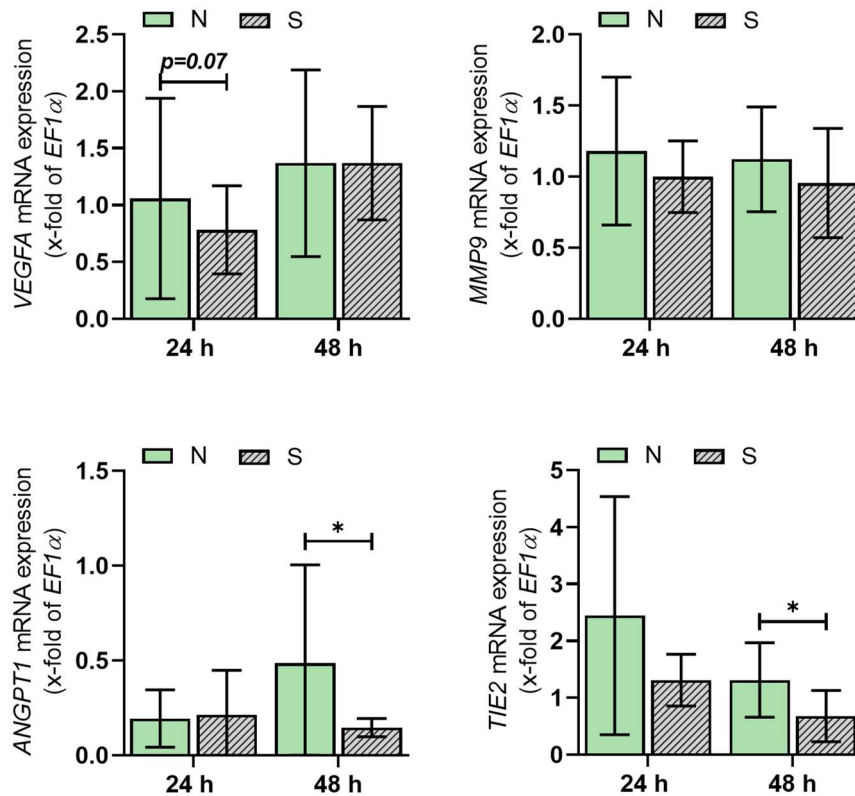 N S
VEGFA mRNA expression
(x-fold of EF1α)
2.5
2.0
1.5
1.0
0.5
0.0
p=0.07
24 h 48 h
N S
MMP9 mRNA expression
(x-fold of EF1α)
2.0
1.5
1.0
0.5
0.0
24 h 48 h
N S
ANGPT1 mRNA expression
(x-fold of EF1α)
1.5
1.0
0.5
0.0
*
24 h 48 h
N S
TIE2 mRNA expression
(x-fold of EF1α)
5
4
3
2
1
0
*
24 h 48 h